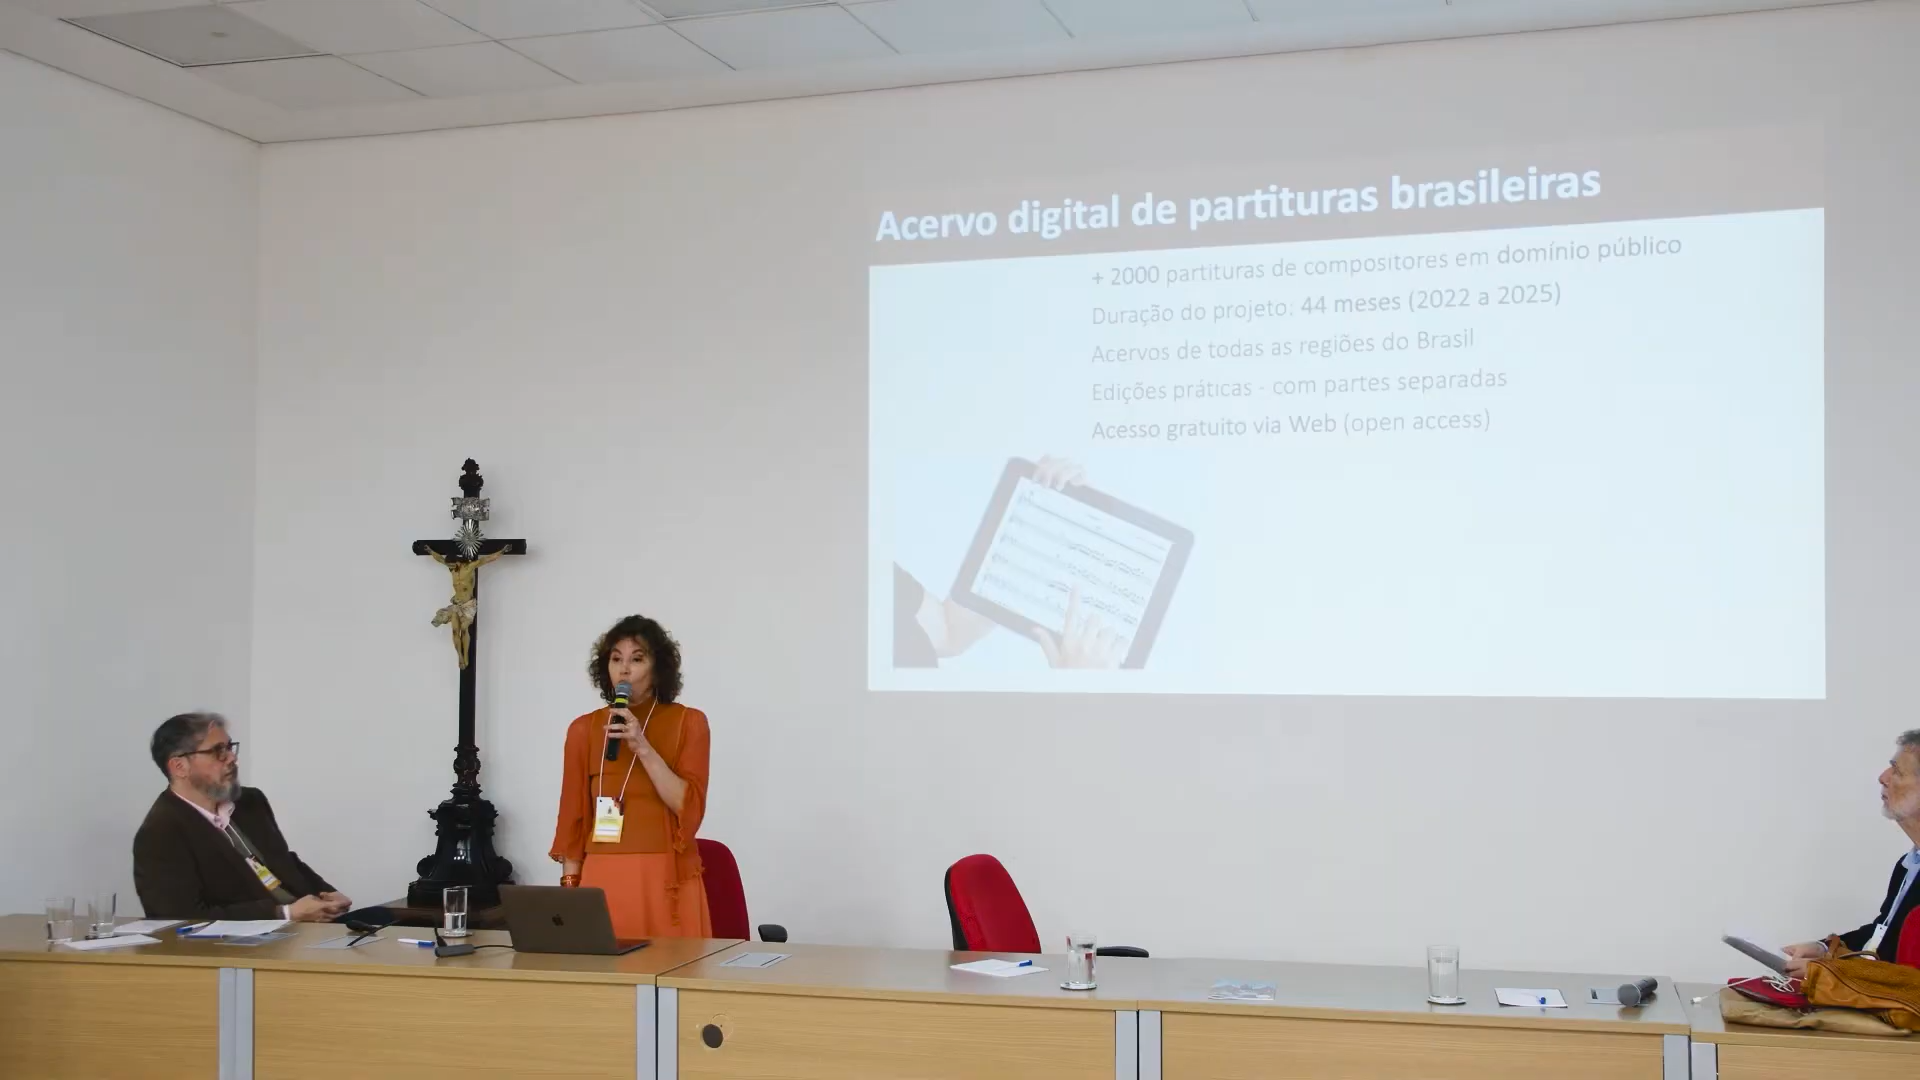 Acervo digital de partituras brasileiras
+ 2000 partituras de compositores em domínio público
Duração do projeto: 44 meses (2022 a 2025)
Acervos de todas as regiões do Brasil
Edições práticas - com partes separadas
Acesso gratuito via Web (open access)